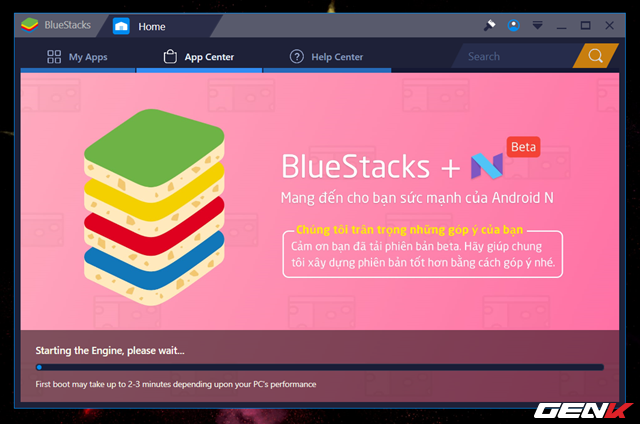 BlueStacks
Home
My Apps
App Center
Help Center
Search
BlueStacks + N
Beta
Mang đến cho bạn sức mạnh của Android N
Chúng tôi trân trọng những góp ý của bạn
Cảm ơn bạn đã tải phiên bản beta. Hãy giúp chung
tôi xây dựng phiên bản tốt hơn bằng cách góp ý nhé.
Starting the Engine, please wait...
First boot may take up to 2-3 minutes depending upon your PC's performance
GENK